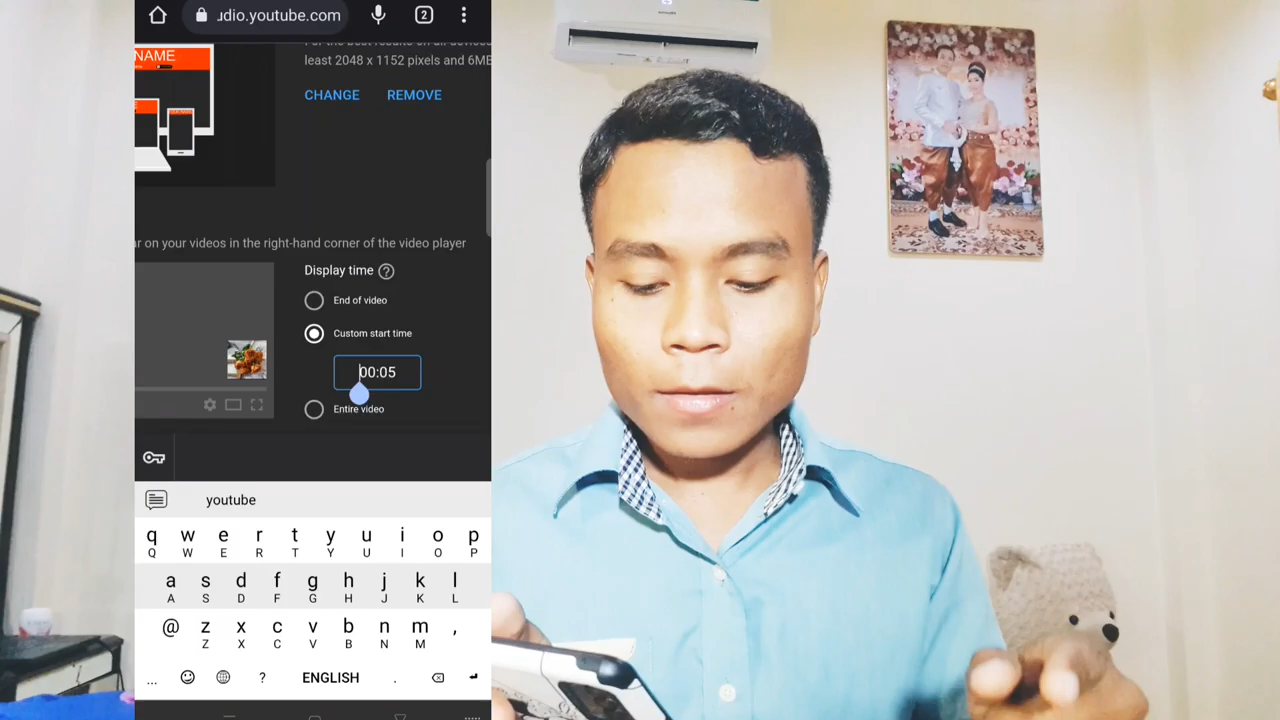 udio.youtube.com
2
NAME
least 2048 x 1152 pixels and 6MB
CHANGE REMOVE
ar on your videos in the right-hand corner of the video player
Display time ?
End of video
Custom start time
00:05
Entire video
youtube
q w e r t y u i o p
Q W E R T Y U I O P
a s d f g h j k l
A S D F G H J K L
@ z x c v b n m ,
Z X C V B N M
... ? ENGLISH .